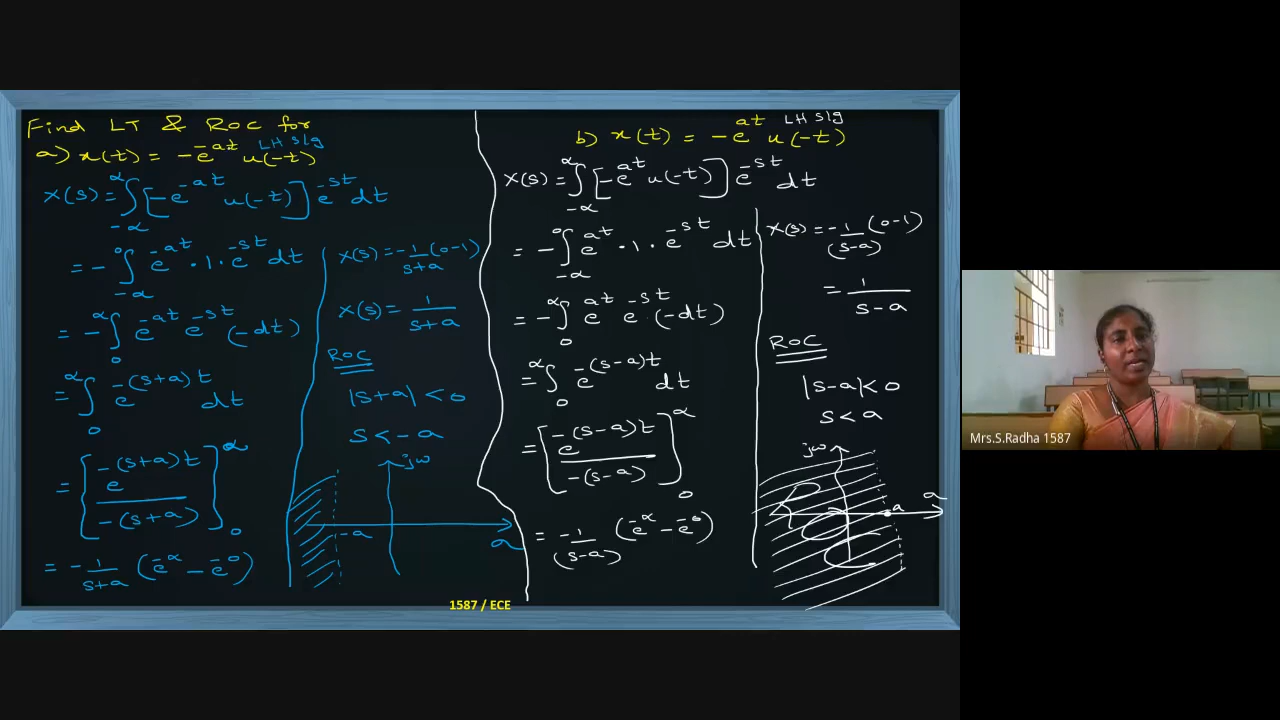 Find LT & ROC for
a) x(t) = -e^{-at} u(-t) LH sig
X(s) = ∫_{-α}^{α} [-e^{-at} u(-t)] e^{-st} dt
= - ∫_{-α}^{0} e^{-at} · 1 · e^{-st} dt
= - ∫_{0}^{α} e^{-at} e^{-st} (-dt)
= ∫_{0}^{α} e^{-(s+a)t} dt
= [e^{-(s+a)t} / -(s+a)]_{0}^{α}
= -1/s+a (e^{-α} - e^{-0})
X(s) = -1/s+a (0-1)
X(s) = 1/s+a
ROC
|s+a| < 0
s < -a
jω
-a
a
b) x(t) = -e^{at} u(-t) LH sig
X(s) = ∫_{-α}^{α} [-e^{at} u(-t)] e^{-st} dt
= - ∫_{-α}^{0} e^{at} · 1 · e^{-st} dt
= - ∫_{0}^{α} e^{at} e^{-st} · (-dt)
= ∫_{0}^{α} e^{-(s-a)t} dt
= [e^{-(s-a)t} / -(s-a)]_{0}^{α}
= -1/(s-a) (e^{-α} - e^{-0})
X(s) = -1/(s-a) (0-1)
= 1/s-a
ROC
|s-a| < 0
s < a
jω
a
a
ROC
1587 / ECE
Mrs.S.Radha 1587